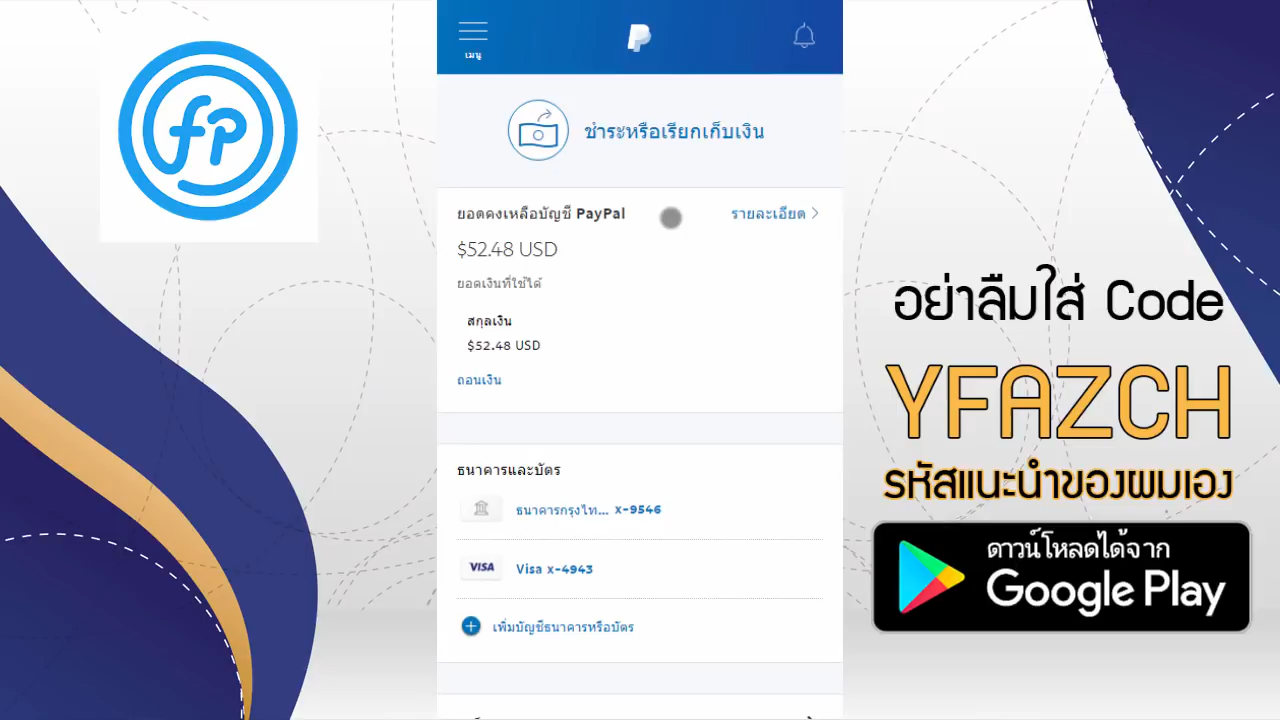 fp
เมนู
ชำระหรือเรียกเก็บเงิน
ยอดคงเหลือบัญชี PayPal
รายละเอียด
$52.48 USD
ยอดเงินที่ใช้ได้
สกุลเงิน
$52.48 USD
ถอนเงิน
ธนาคารและบัตร
ธนาคารกรุงไท... x-9546
VISA
Visa x-4943
เพิ่มบัญชีธนาคารหรือบัตร
อย่าลืมใส่ Code
YFAZCH
รหัสแนะนำของผมเอง
ดาวน์โหลดได้จาก
Google Play